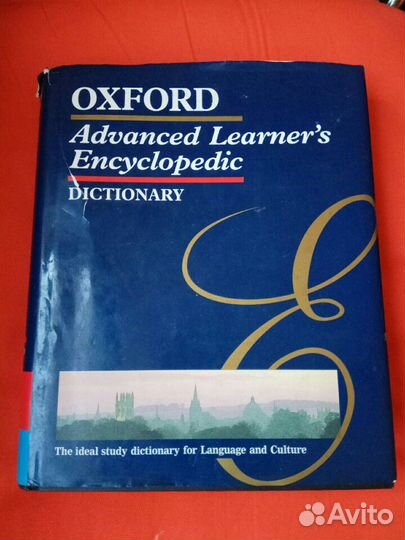 OXFORD
Advanced Learner's
Encyclopedic
DICTIONARY
E
The ideal study dictionary for Language and Culture
Avito